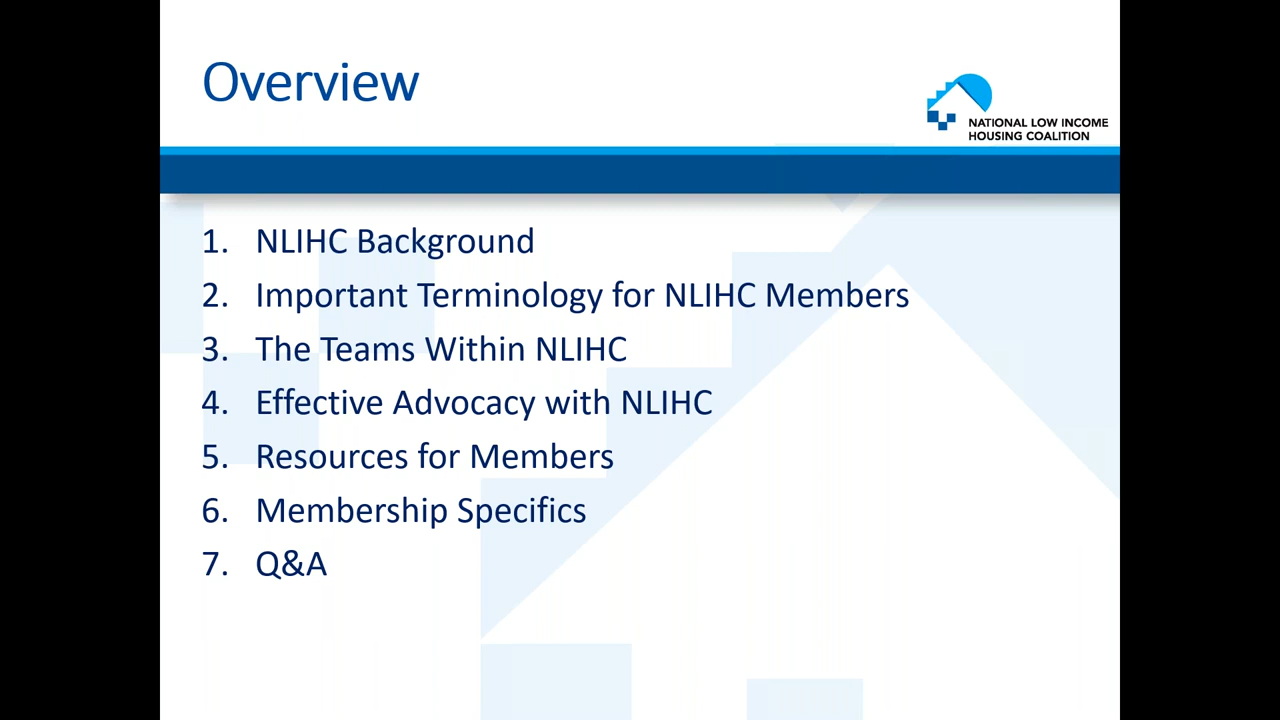 Overview
NATIONAL LOW INCOME
HOUSING COALITION
1. NLIHC Background
2. Important Terminology for NLIHC Members
3. The Teams Within NLIHC
4. Effective Advocacy with NLIHC
5. Resources for Members
6. Membership Specifics
7. Q&A